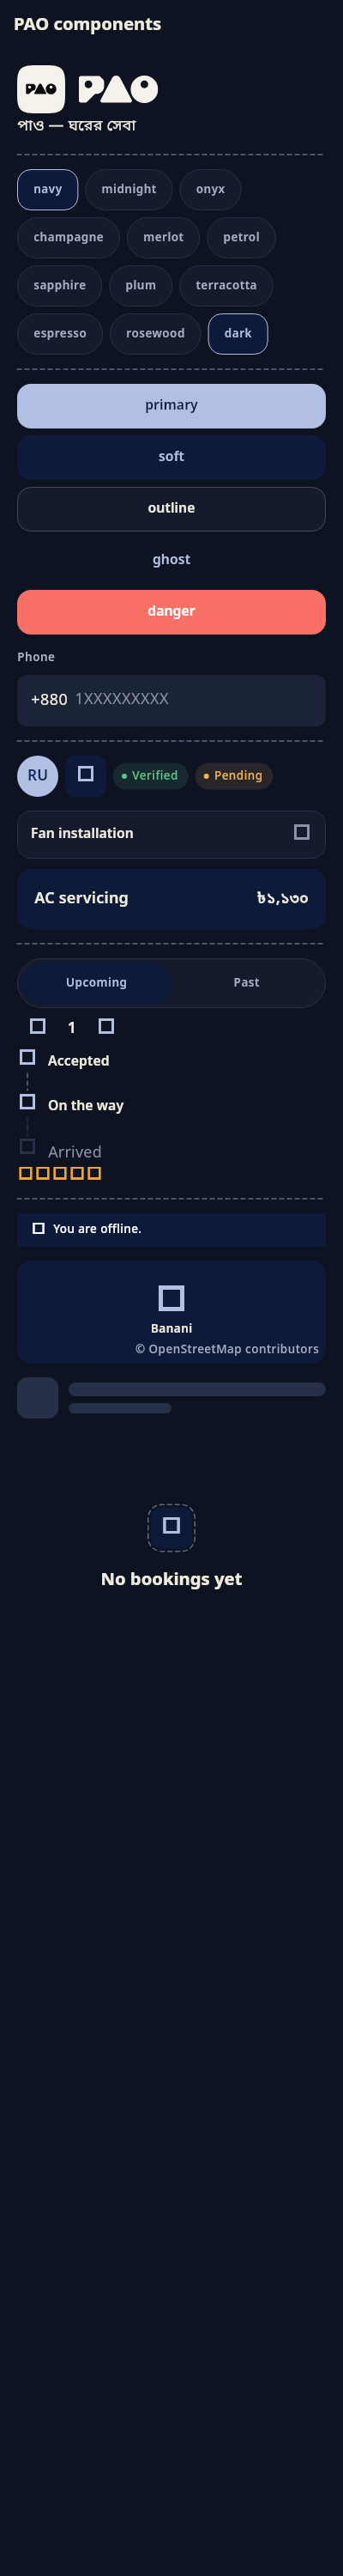 PAO components
PAO PAO
পাও — ঘরের সেবা
navy midnight onyx
champagne merlot petrol
sapphire plum terracotta
espresso rosewood dark
primary
soft
outline
ghost
danger
Phone
+880 1XXXXXXXXX
RU Verified Pending
Fan installation
AC servicing ৳১,১৩০
Upcoming Past
1
Accepted
On the way
Arrived
You are offline.
Banani
© OpenStreetMap contributors
No bookings yet